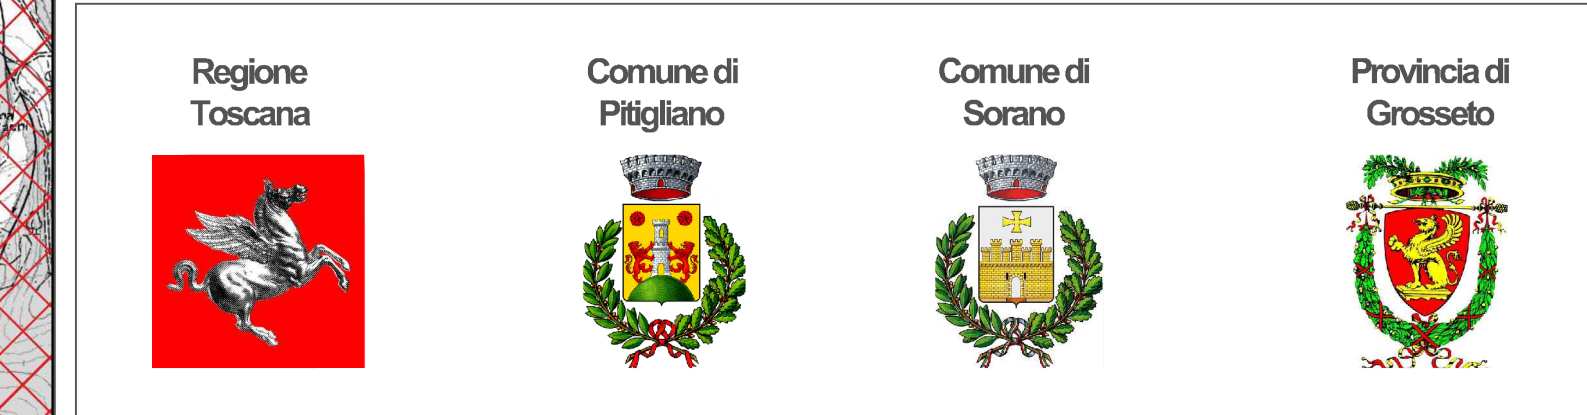 Regione
Toscana
Comune di
Pitigliano
Comune di
Sorano
Provincia di
Grosseto